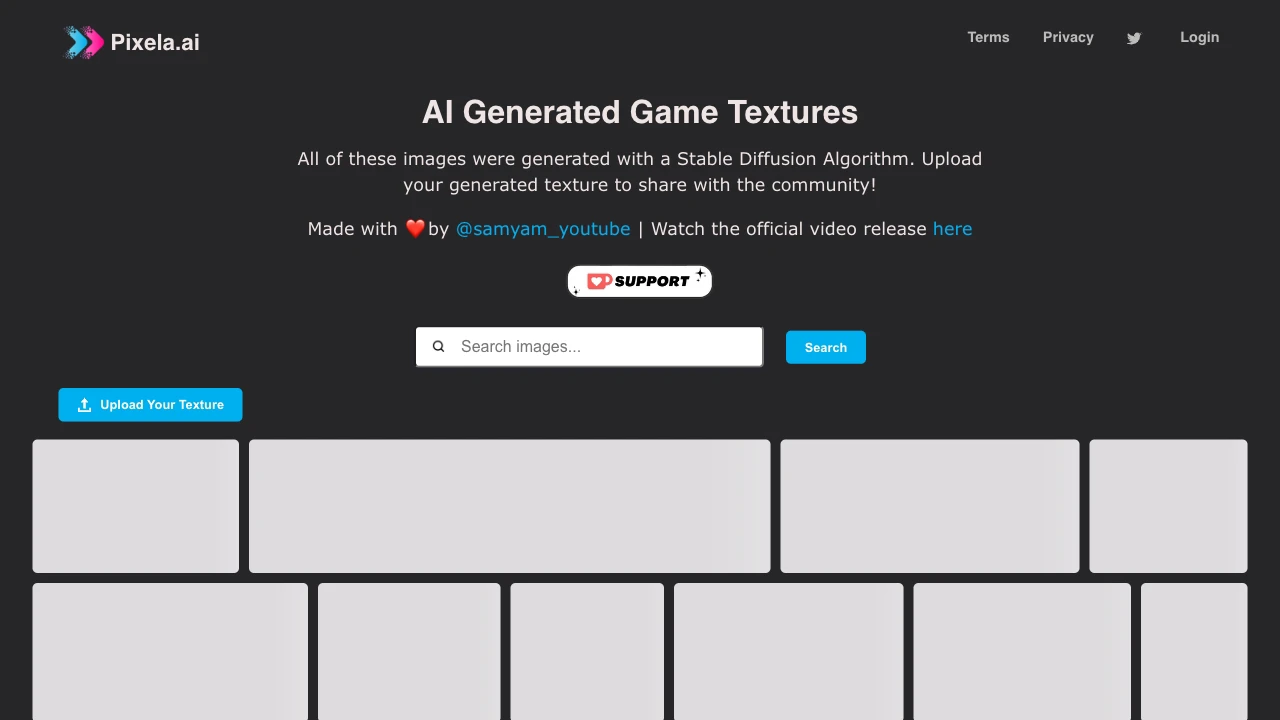 Pixela.ai
Terms
Privacy
Login
AI Generated Game Textures
All of these images were generated with a Stable Diffusion Algorithm. Upload
your generated texture to share with the community!
Made with ❤️by @samyam_youtube | Watch the official video release here
SUPPORT
Search images...
Search
Upload Your Texture